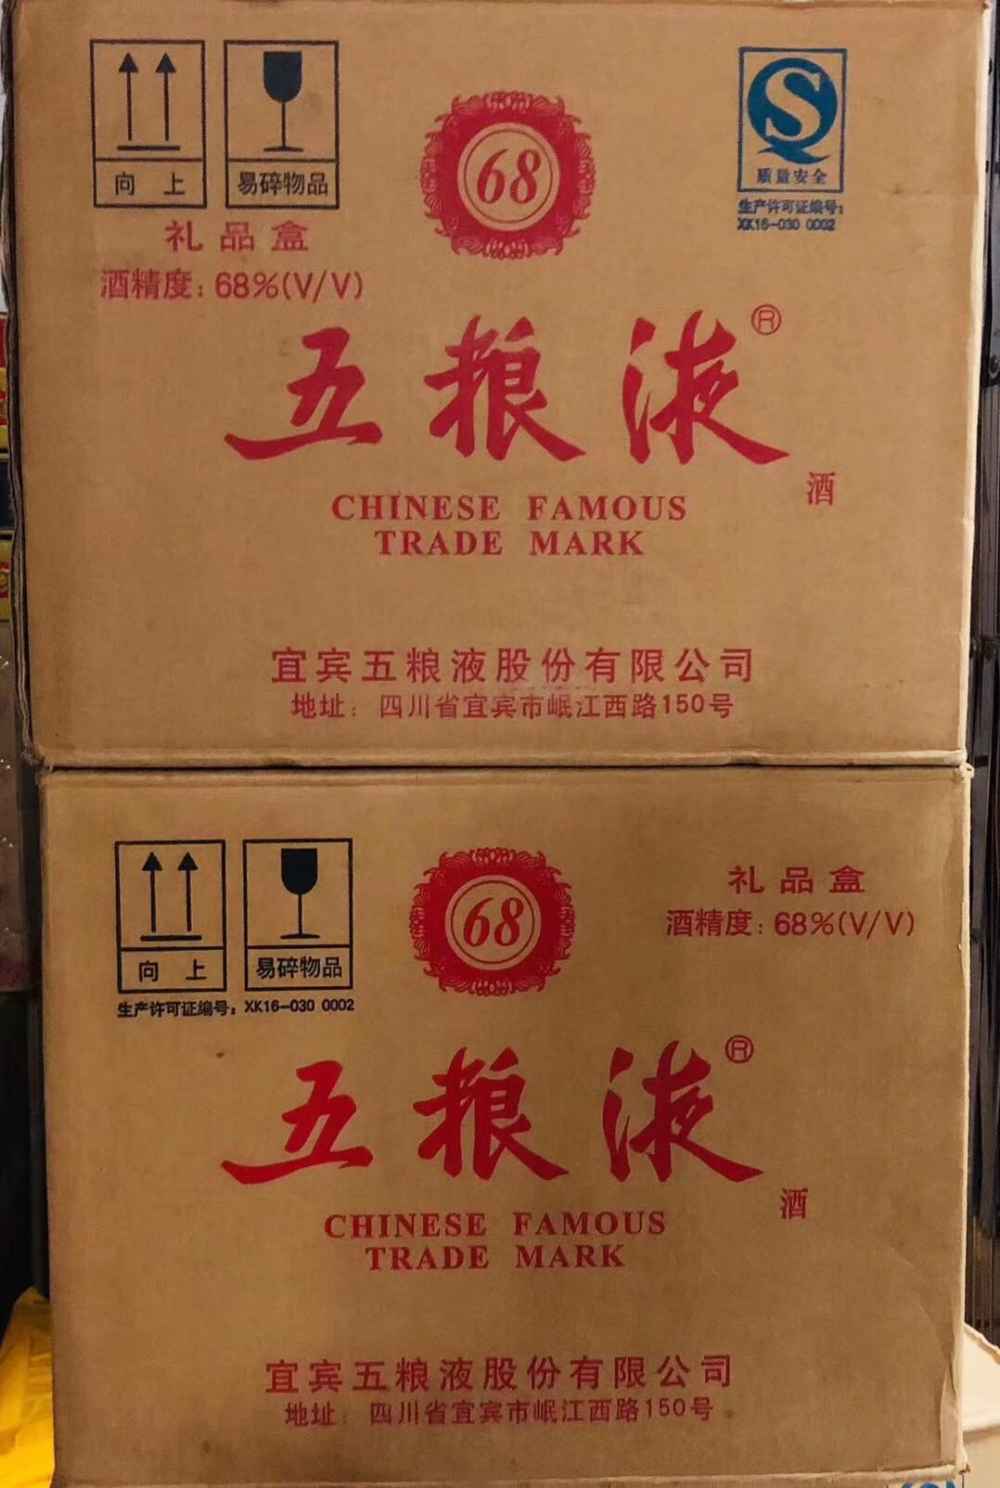 向 上
易碎物品
68
S
质量安全
生产许可证编号:
XK16-030 0002
礼品盒
酒精度: 68%(V/V)
五粮液®
酒
CHINESE FAMOUS
TRADE MARK
宜宾五粮液股份有限公司
地址: 四川省宜宾市岷江西路150号
向 上
易碎物品
生产许可证编号: XK16-030 0002
68
礼品盒
酒精度: 68%(V/V)
五粮液®
酒
CHINESE FAMOUS
TRADE MARK
宜宾五粮液股份有限公司
地址: 四川省宜宾市岷江西路150号